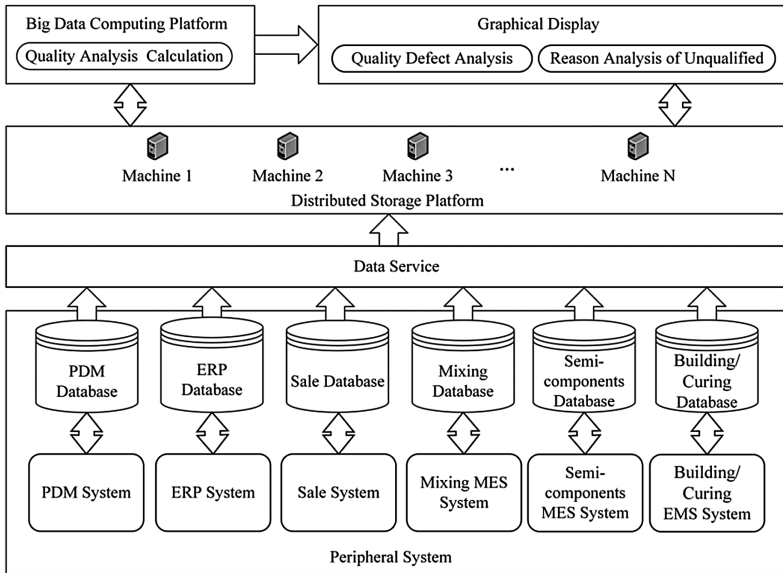 Big Data Computing Platform
Quality Analysis Calculation
Graphical Display
Quality Defect Analysis
Reason Analysis of Unqualified
Machine 1
Machine 2
Machine 3
...
Machine N
Distributed Storage Platform
Data Service
PDM
Database
ERP
Database
Sale Database
Mixing
Database
Semi-
components
Database
Building/
Curing
Database
PDM System
ERP System
Sale System
Mixing MES
System
Semi-
components
MES System
Building/
Curing
EMS System
Peripheral System